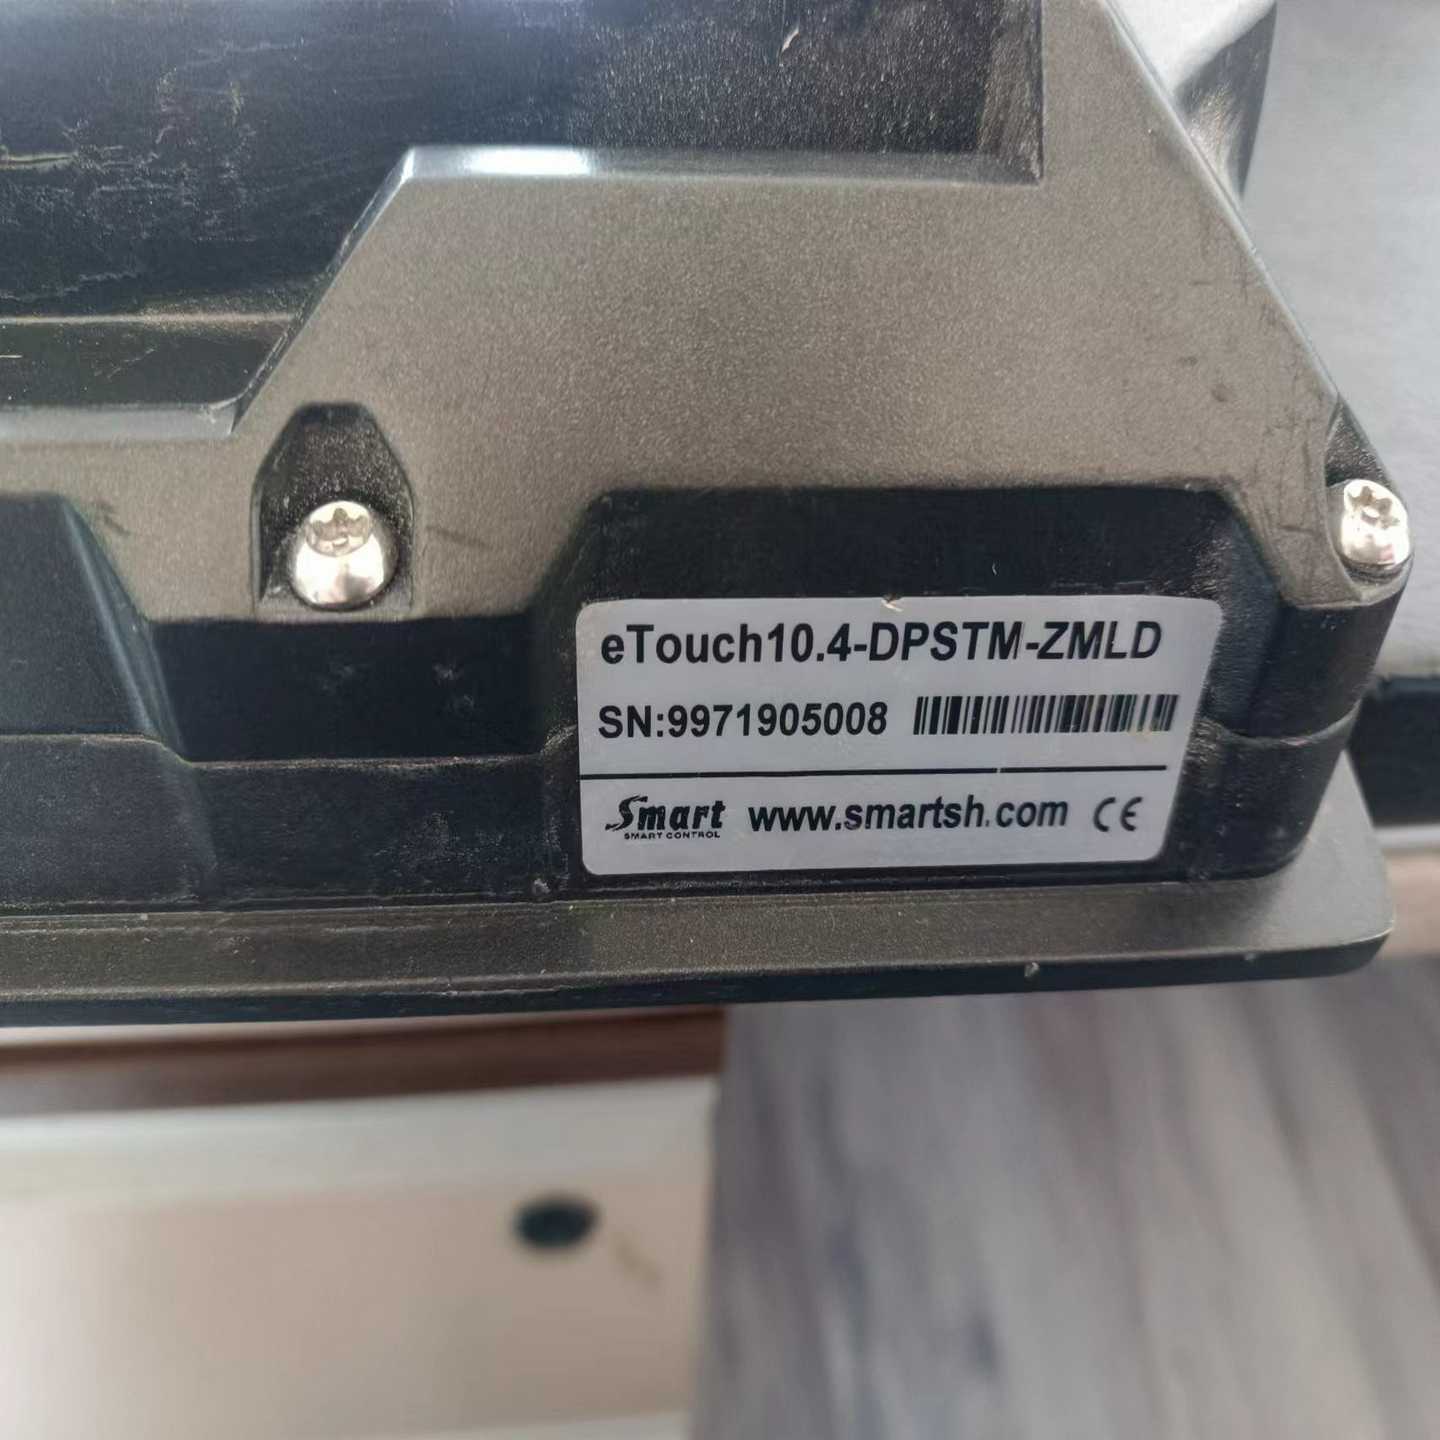 eTouch10.4-DPSTM-ZMLD
SN:9971905008
Smart www.smartsh.com CE
SMART CONTROL